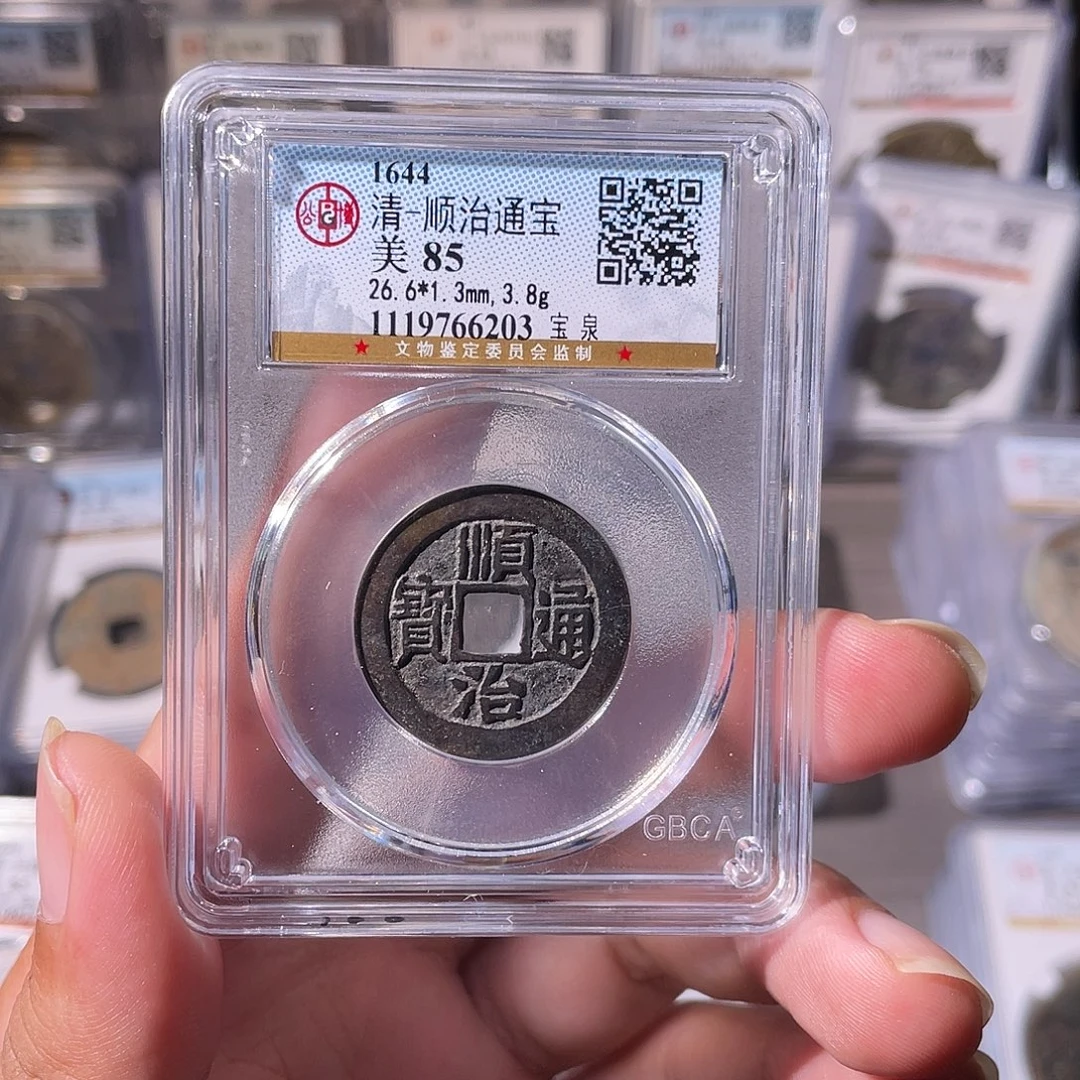 1644
清-顺治通宝
美 85
26.6*1.3mm,3.8g
1119766203 宝泉
★ 文物鉴定委员会监制 ★
順
寶 通
治
GBCA